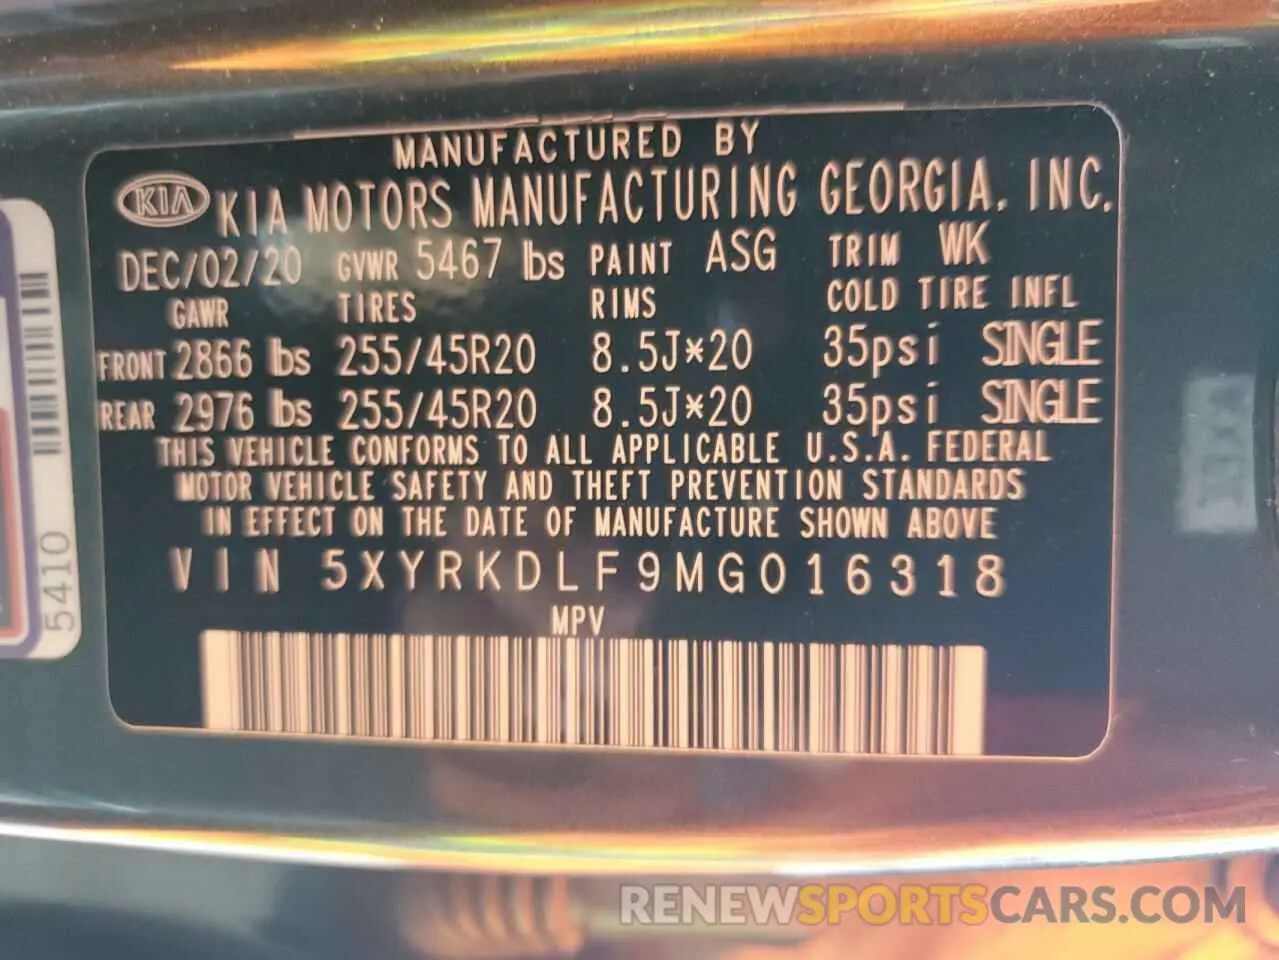 MANUFACTURED BY
KIA KIA MOTORS MANUFACTURING GEORGIA, INC.
DEC/02/20 GVWR 5467 lbs PAINT ASG TRIM WK
GAWR TIRES RIMS COLD TIRE INFL
FRONT 2866 lbs 255/45R20 8.5J*20 35psi SINGLE
REAR 2976 lbs 255/45R20 8.5J*20 35psi SINGLE
THIS VEHICLE CONFORMS TO ALL APPLICABLE U.S.A. FEDERAL
MOTOR VEHICLE SAFETY AND THEFT PREVENTION STANDARDS
IN EFFECT ON THE DATE OF MANUFACTURE SHOWN ABOVE
VIN 5XYRKDLF9MG016318
MPV
5410
RENEWSPORTSCARS.COM